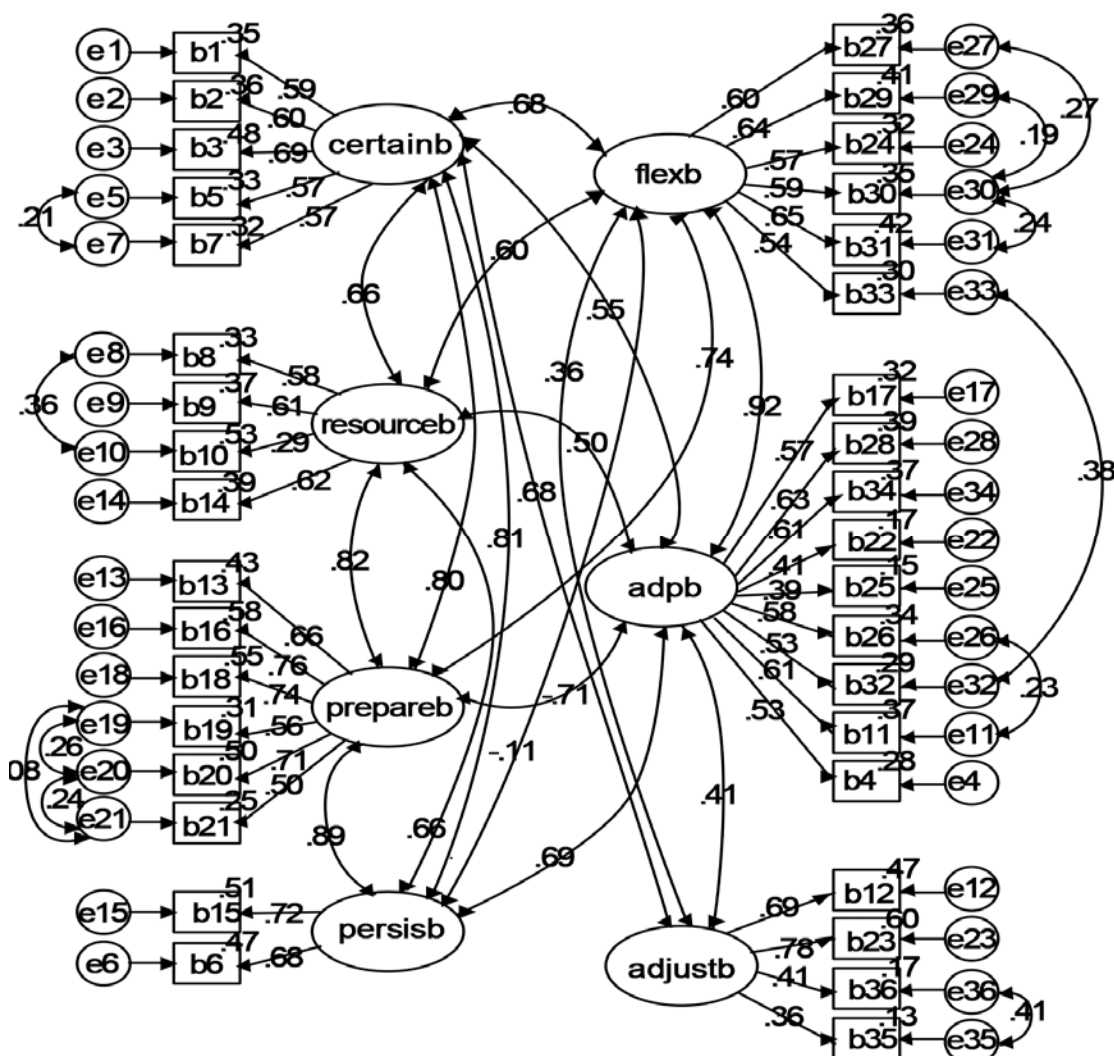 e1 b1 .35 .59
e2 b2 .36 .60
e3 b3 .48 .69
e5 b5 .33 .57
e7 b7 .32 .57
.21
certainb
.68
flexb
b27 .36 e27 .60
b29 .41 e29 .64
b24 .32 e24 .57
b30 .35 e30 .59
b31 .42 e31 .65
b33 .30 e33 .54
.19
.27
.24
.66
.60
.55
.74
.36
.92
e8 b8 .33 .58
e9 b9 .37 .61
e10 b10 .53 .29
e14 b14 .39 .62
.36
resourceb
.50
.68
.81
.82
.80
b17 .32 e17 .57
b28 .39 e28 .63
b34 .37 e34 .61
b22 .17 e22 .41
b25 .15 e25 .39
b26 .34 e26 .58
b32 .29 e32 .53
b11 .37 e11 .61
b4 .28 e4 .53
.38
.23
adpb
e13 b13 .43 .66
e16 b16 .58 .76
e18 b18 .55 .74
e19 b19 .31 .56
e20 b20 .50 .71
e21 b21 .25 .50
.26
.08
.24
prepareb
-.71
-.11
.41
.89
.66
.69
e15 b15 .51 .72
e6 b6 .47 .68
persisb
adjustb
b12 .47 e12 .69
b23 .60 e23 .78
b36 .17 e36 .41
b35 .13 e35 .36
.41